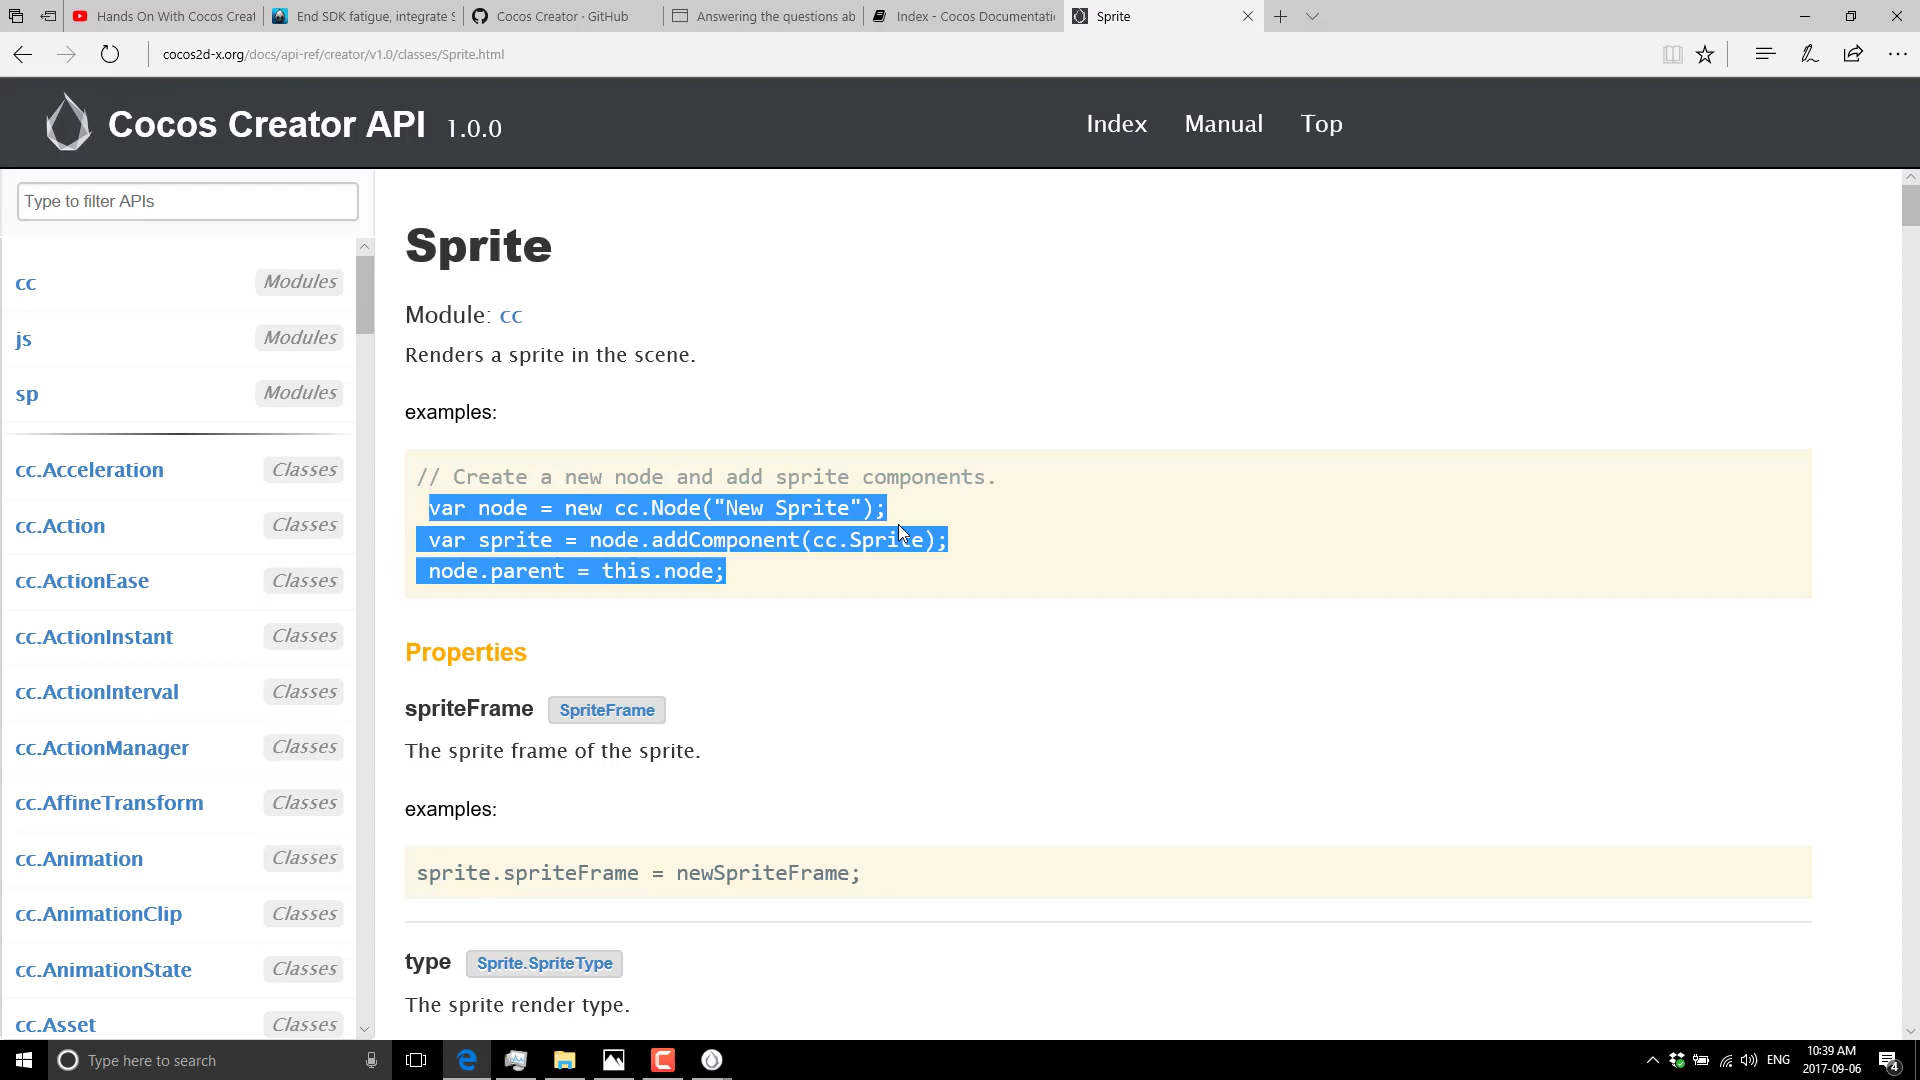 Hands On With Cocos Creat
End SDK fatigue, integrate S
Cocos Creator · GitHub
Answering the questions ab
Index - Cocos Documentati
Sprite
cocos2d-x.org/docs/api-ref/creator/v1.0/classes/Sprite.html
Cocos Creator API 1.0.0
Index
Manual
Top
Type to filter APIs
cc Modules
js Modules
sp Modules
cc.Acceleration Classes
cc.Action Classes
cc.ActionEase Classes
cc.ActionInstant Classes
cc.ActionInterval Classes
cc.ActionManager Classes
cc.AffineTransform Classes
cc.Animation Classes
cc.AnimationClip Classes
cc.AnimationState Classes
cc.Asset Classes
Sprite
Module: cc
Renders a sprite in the scene.
examples:
// Create a new node and add sprite components.
var node = new cc.Node("New Sprite");
var sprite = node.addComponent(cc.Sprite);
node.parent = this.node;
Properties
spriteFrame SpriteFrame
The sprite frame of the sprite.
examples:
sprite.spriteFrame = newSpriteFrame;
type Sprite.SpriteType
The sprite render type.
Type here to search
ENG
10:39 AM
2017-09-06
4